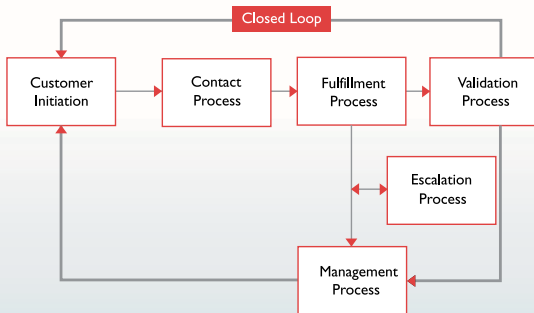 Closed Loop
Customer
Initiation
Contact
Process
Fulfillment
Process
Validation
Process
Escalation
Process
Management
Process